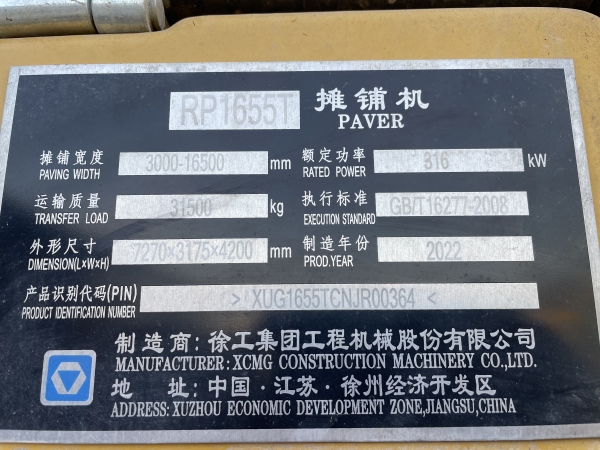 RP1655T 摊铺机
PAVER
摊铺宽度 3000-16500 mm 额定功率 316 kW
PAVING WIDTH RATED POWER
运输质量 31500 kg 执行标准 GB/T16277-2008
TRANSFER LOAD EXECUTION STANDARD
外形尺寸 7270×3175×4200 mm 制造年份 2022
DIMENSION(L×W×H) PROD.YEAR
产品识别代码(PIN) > XUG1655TCNJR00364 <
PRODUCT IDENTIFICATION NUMBER
制造商:徐工集团工程机械股份有限公司
MANUFACTURER: XCMG CONSTRUCTION MACHINERY CO.,LTD.
地 址:中国·江苏·徐州经济开发区
ADDRESS: XUZHOU ECONOMIC DEVELOPMENT ZONE,JIANGSU,CHINA